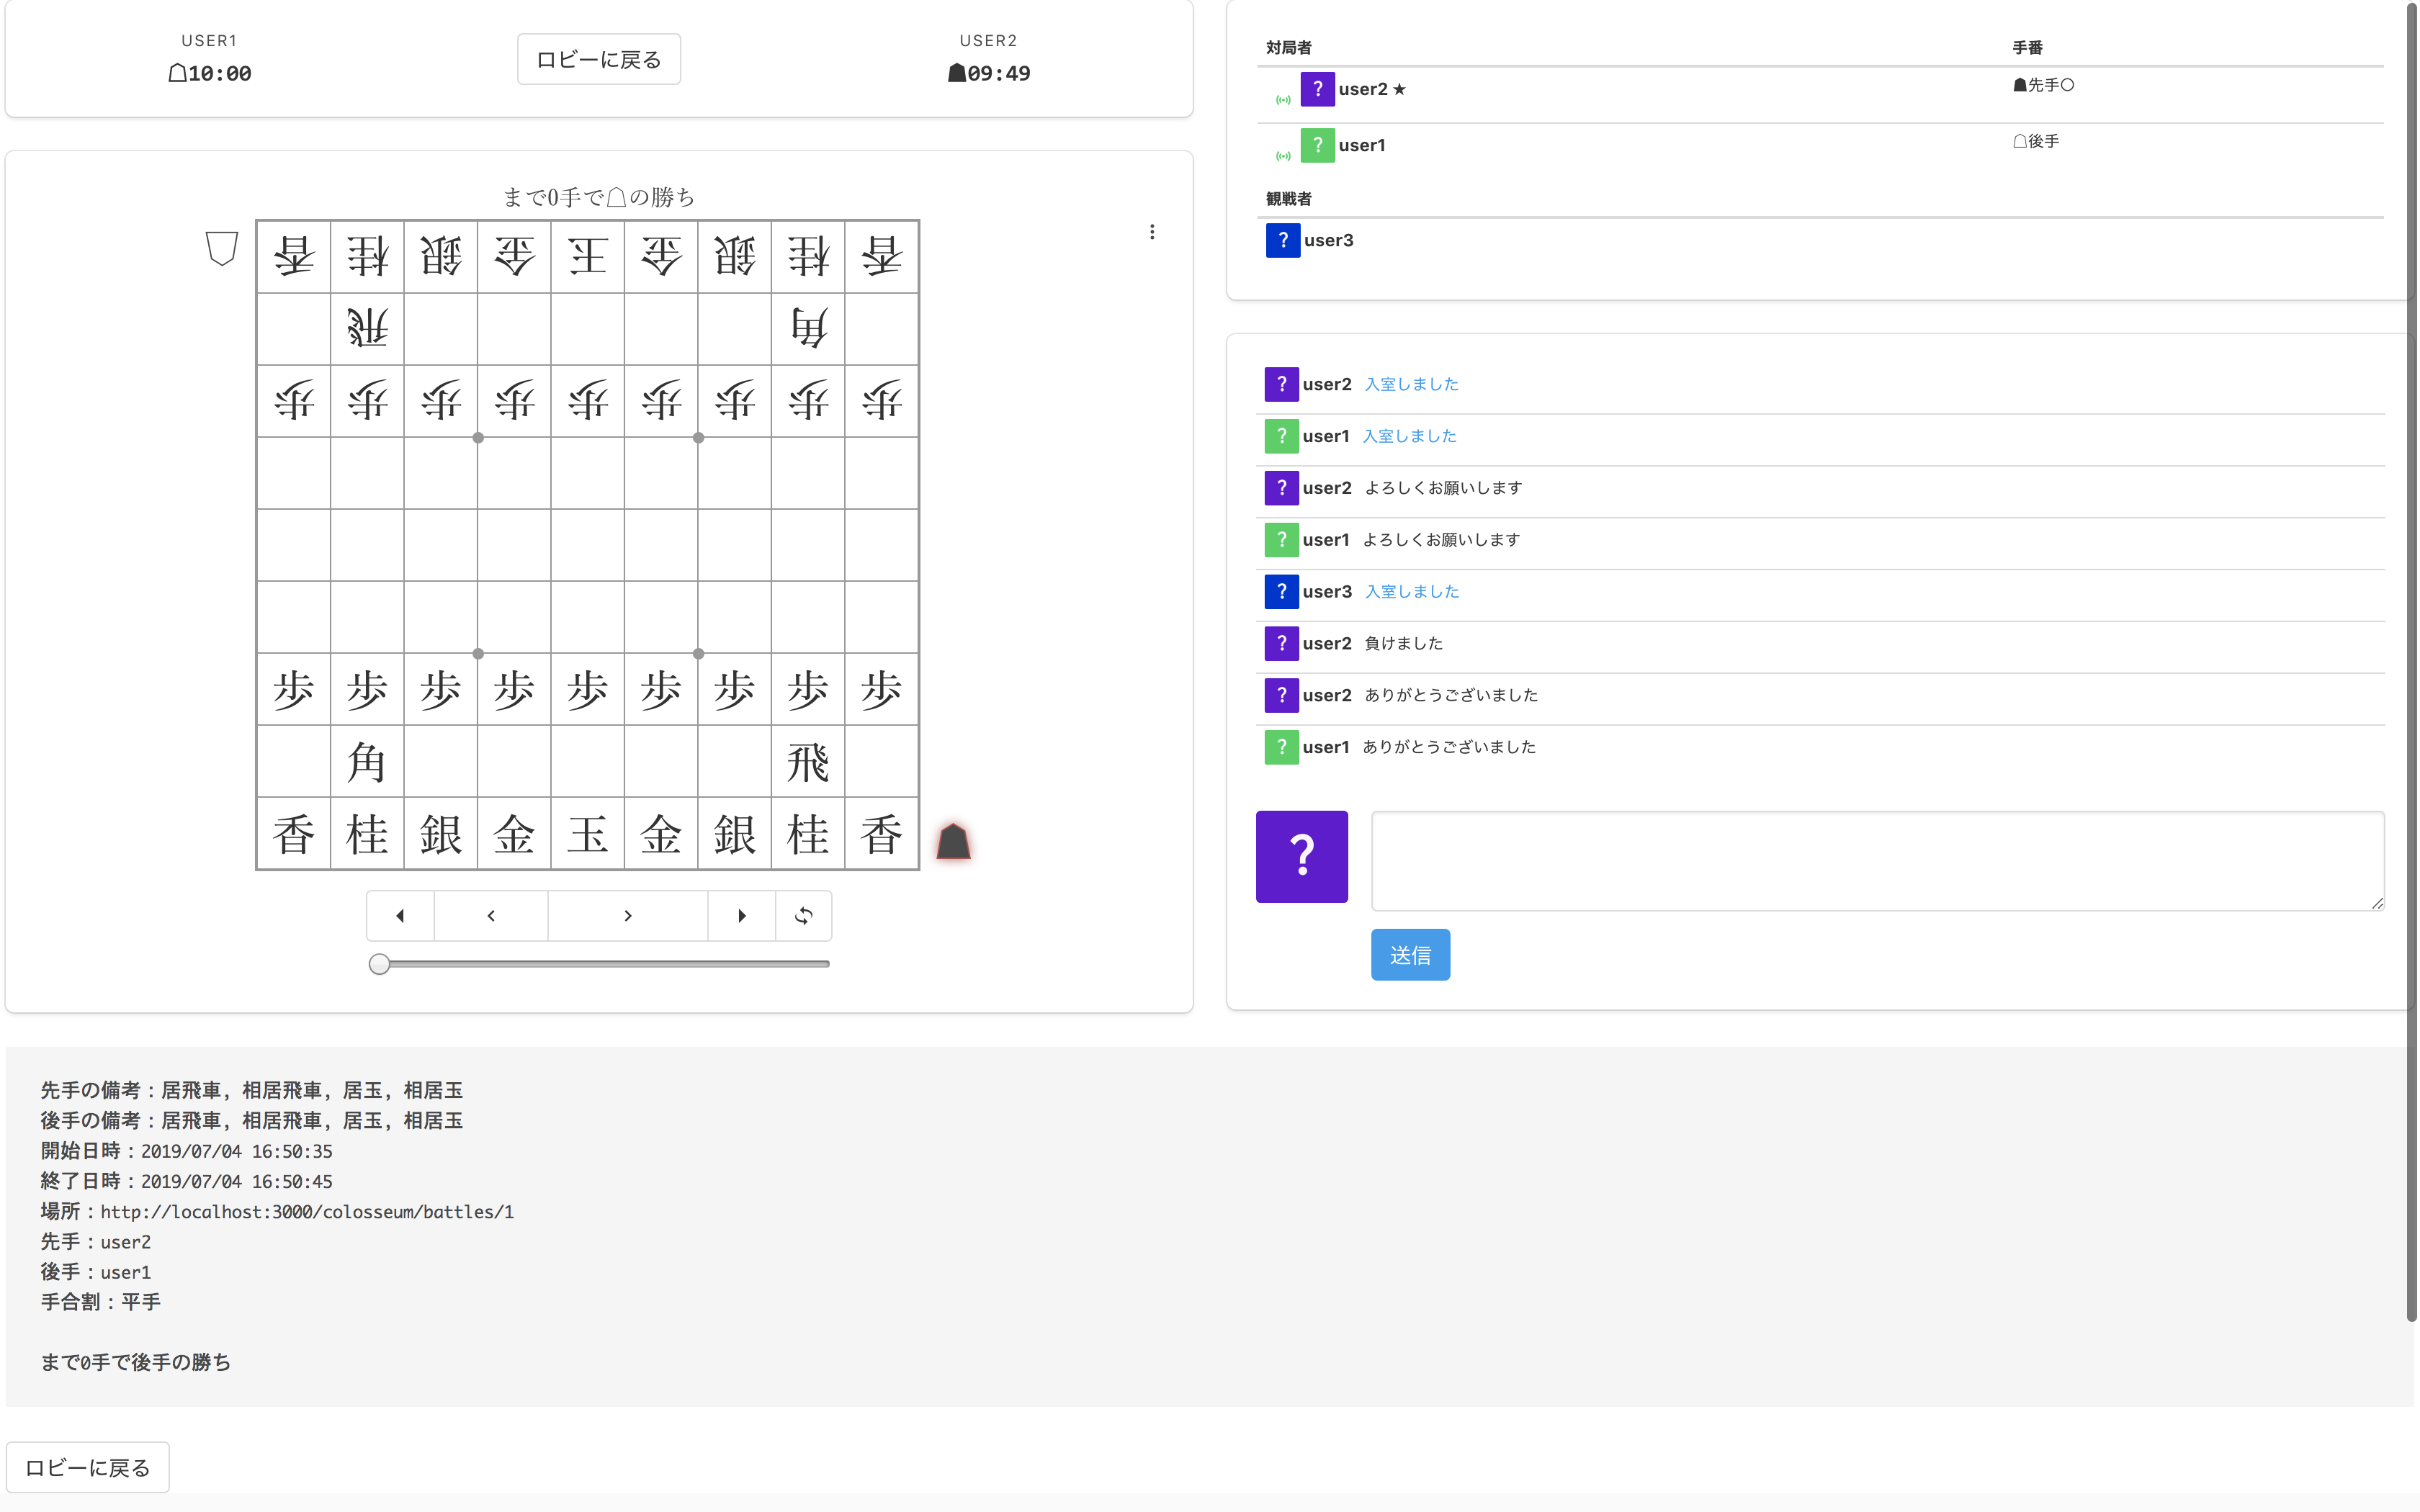 USER1
☖10:00
ロビーに戻る
USER2
☗09:49
まで0手で☖の勝ち
香桂銀金王金銀桂香
飛角
歩歩歩歩歩歩歩歩歩
歩歩歩歩歩歩歩歩歩
角飛
香桂銀金玉金銀桂香
対局者 手番
? user2 ★ ☗先手○
? user1 ☖後手
観戦者
? user3
? user2 入室しました
? user1 入室しました
? user2 よろしくお願いします
? user1 よろしくお願いします
? user3 入室しました
? user2 負けました
? user2 ありがとうございました
? user1 ありがとうございました
?
送信
先手の備考：居飛車, 相居飛車, 居玉, 相居玉
後手の備考：居飛車, 相居飛車, 居玉, 相居玉
開始日時：2019/07/04 16:50:35
終了日時：2019/07/04 16:50:45
場所：http://localhost:3000/colosseum/battles/1
先手：user2
後手：user1
手合割：平手
まで0手で後手の勝ち
ロビーに戻る